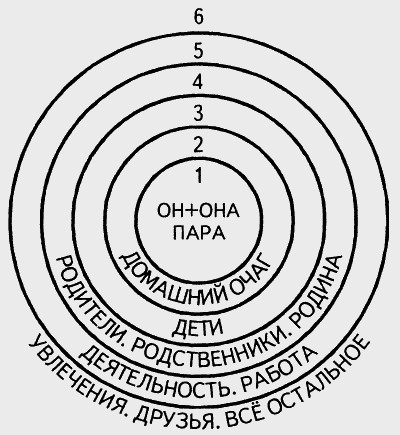 6
5
4
3
2
1
ОН+ОНА
ПАРА
ДОМАШНИЙ ОЧАГ
ДЕТИ
РОДИТЕЛИ. РОДСТВЕННИКИ. РОДИНА
ДЕЯТЕЛЬНОСТЬ. РАБОТА
УВЛЕЧЕНИЯ. ДРУЗЬЯ. ВСЁ ОСТАЛЬНОЕ